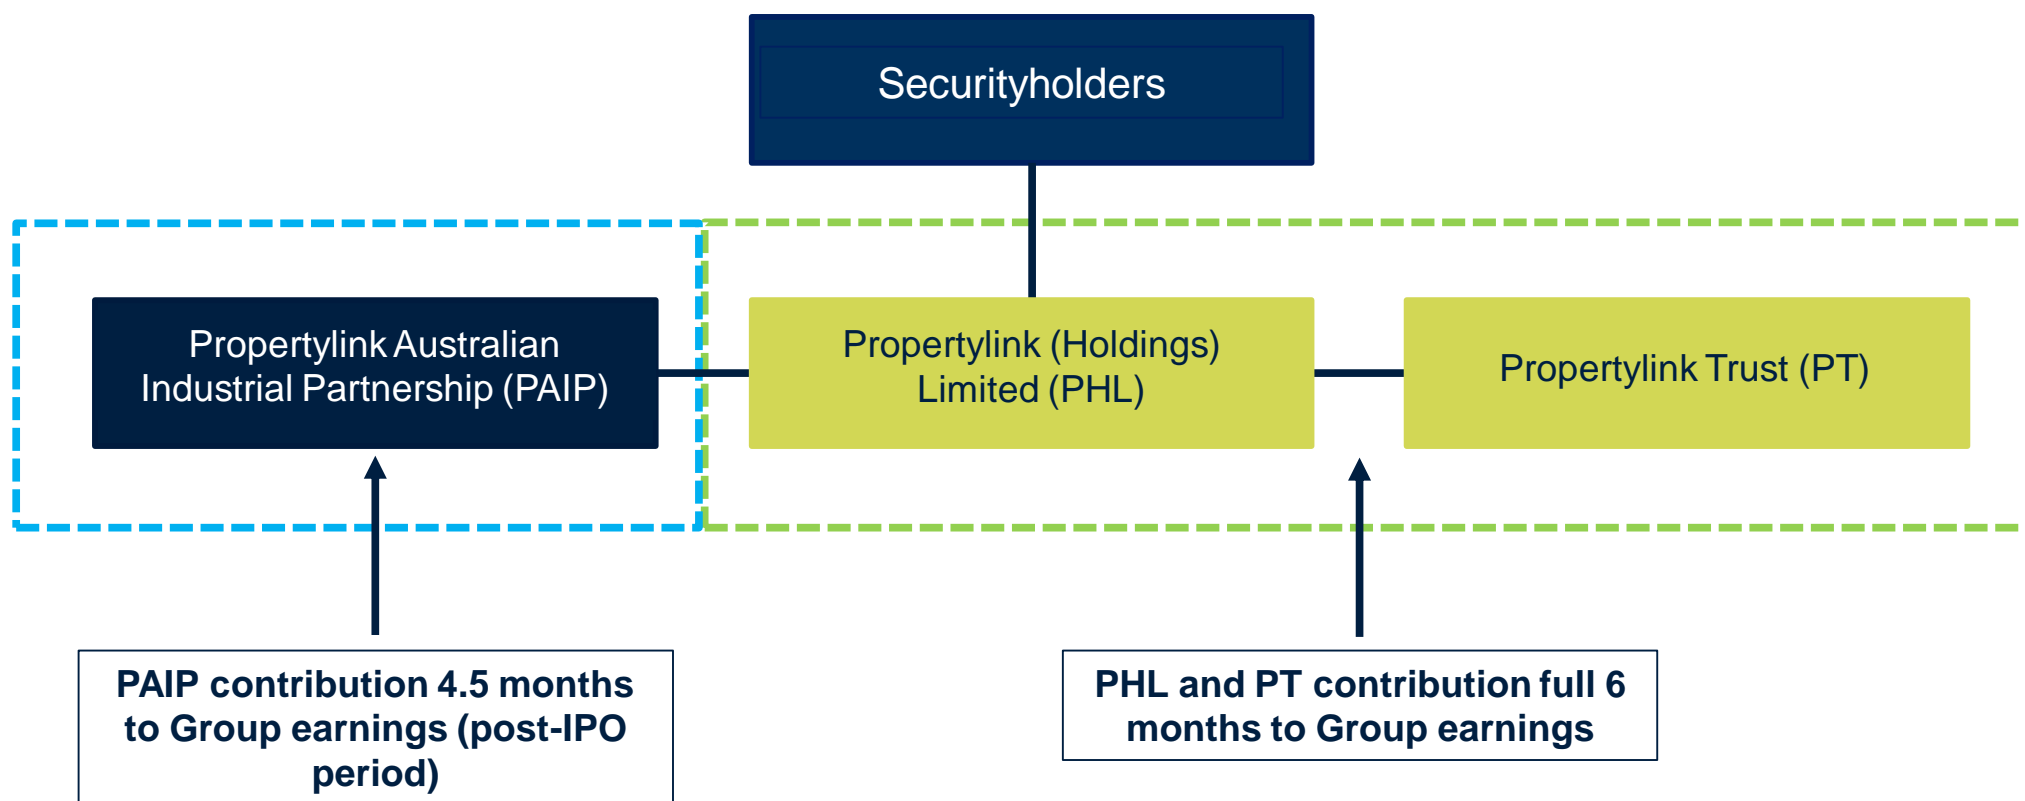 Securityholders
Propertylink Australian
Industrial Partnership (PAIP)
Propertylink (Holdings)
Limited (PHL)
Propertylink Trust (PT)
PAIP contribution 4.5 months
to Group earnings (post-IPO
period)
PHL and PT contribution full 6
months to Group earnings